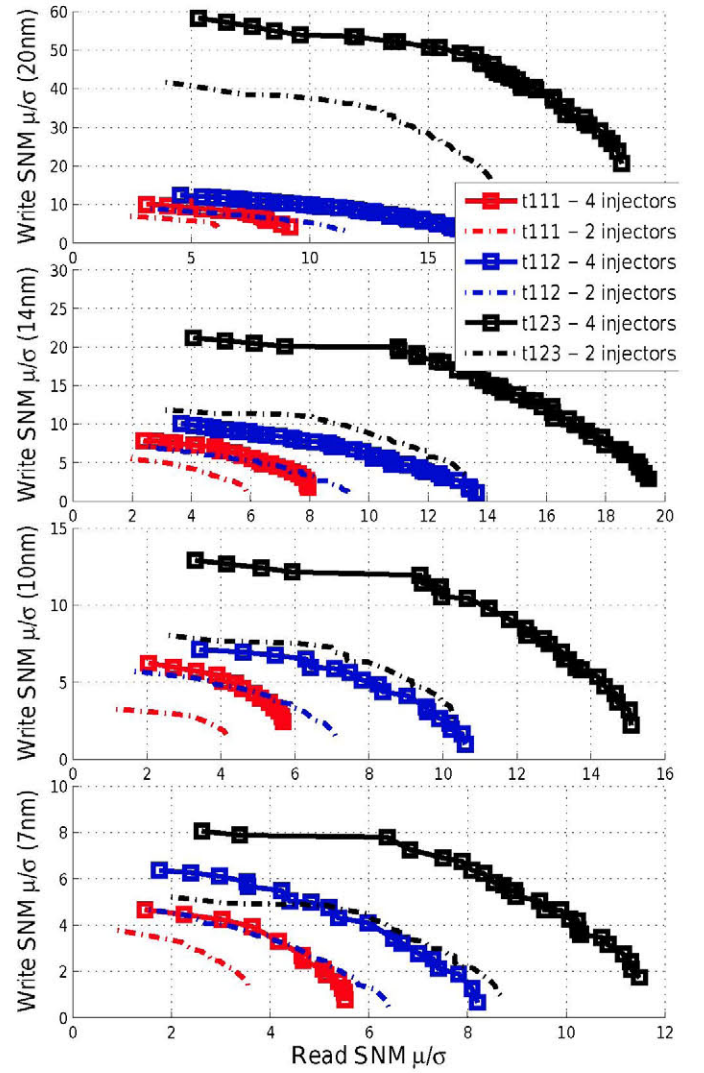 Write SNM μ/σ (20nm)
60
50
40
30
20
10
0
0 5 10 15
t111 − 4 injectors
t111 − 2 injectors
t112 − 4 injectors
t112 − 2 injectors
t123 − 4 injectors
t123 − 2 injectors
Write SNM μ/σ (14nm)
30
25
20
15
10
5
0
0 2 4 6 8 10 12 14 16 18 20
Write SNM μ/σ (10nm)
15
10
5
0
0 2 4 6 8 10 12 14 16
Write SNM μ/σ (7nm)
10
8
6
4
2
0
0 2 4 6 8 10 12
Read SNM μ/σ